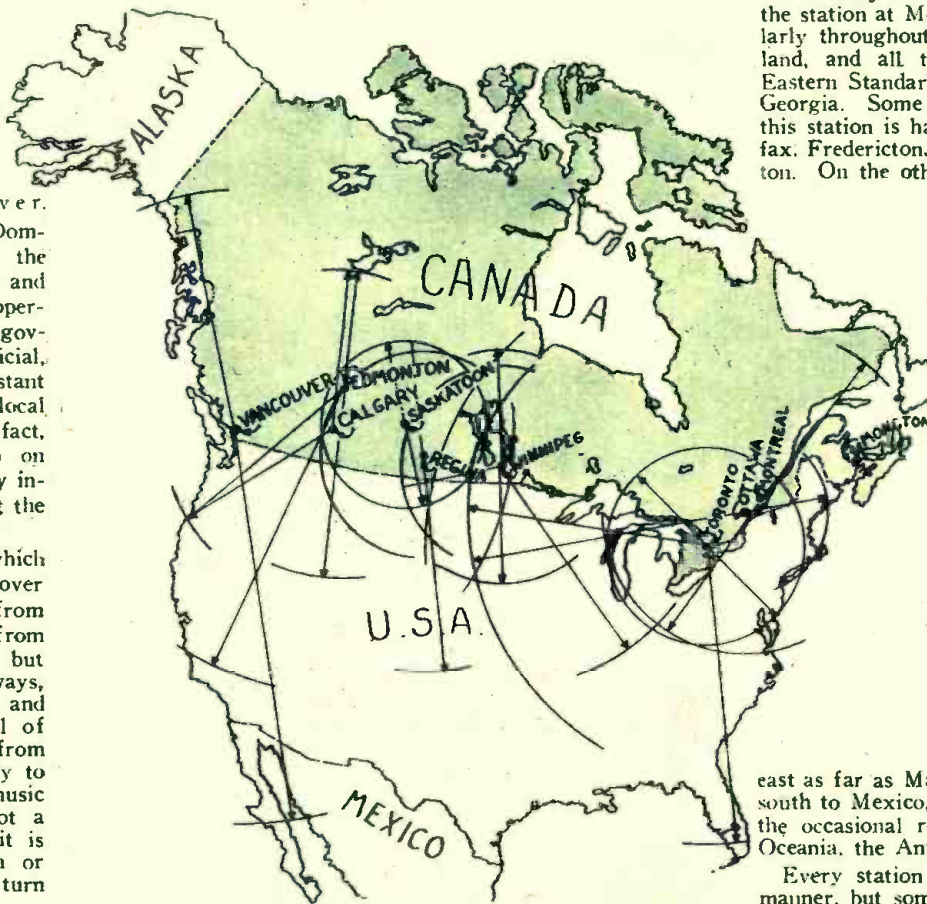 the station at M
larly throughout
land, and all t
Eastern Standar
Georgia. Some
this station is ha
fax, Fredericton,
ton. On the oth
ver.
Dom-
the
and
oper-
gov-
icial,
stant
local
fact,
on
y in-
t the
hich
over
from
from
but
ways,
and
l of
from
y to
music
ot a
it is
n or
turn
ALASKA
CANADA
VANCOUVER
EDMONTON
CALGARY
SASKATOON
REGINA
WINNIPEG
TORONTO
OTTAWA
MONTREAL
MONCTON
U.S.A.
MEXICO
east as far as Ma
south to Mexico,
the occasional r
Oceania, the An
Every station
manner, but som